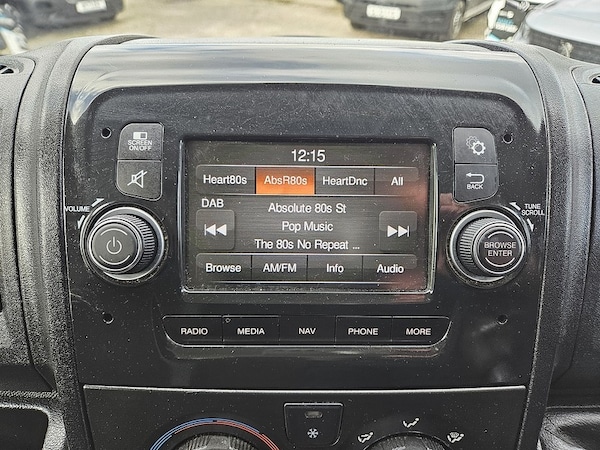 SCREEN
ON/OFF
12:15
Heart80s AbsR80s HeartDnc All
VOLUME
DAB
Absolute 80s St
Pop Music
The 80s No Repeat ...
BACK
TUNE
SCROLL
BROWSE
ENTER
Browse AM/FM Info Audio
RADIO MEDIA NAV PHONE MORE